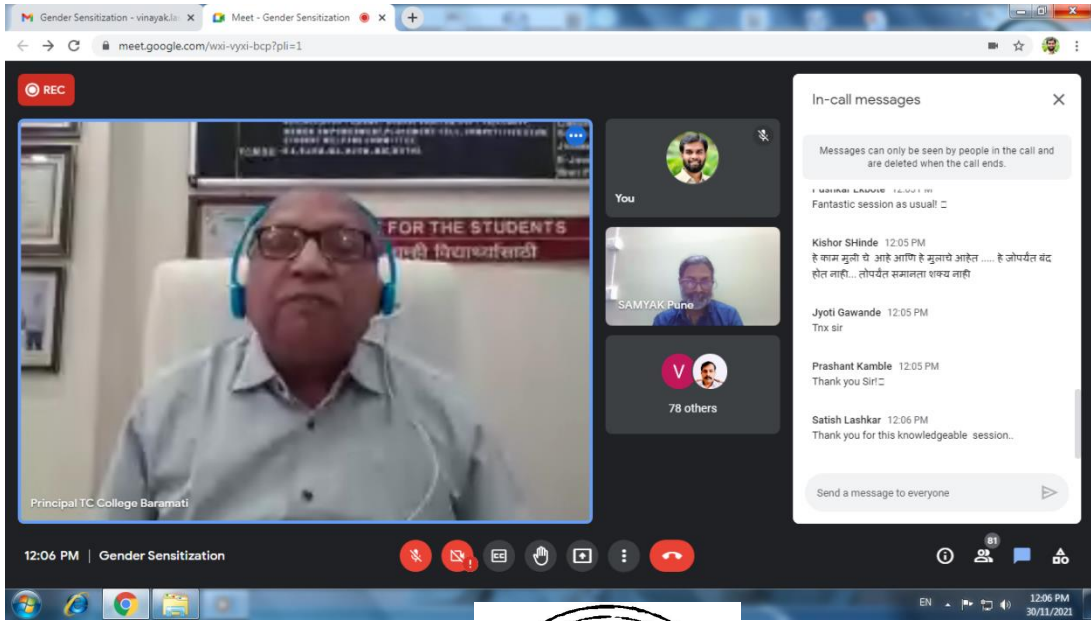 Gender Sensitization - vinayak.la
Meet - Gender Sensitization
meet.google.com/wxi-vyxi-bcp?pli=1
REC
FOR THE STUDENTS
विद्यार्थ्यांसाठी
Principal TC College Baramati
You
SAMYAK Pune
V
78 others
In-call messages
Messages can only be seen by people in the call and
are deleted when the call ends.
Fantastic session as usual!
Kishor SHinde 12:05 PM
हे काम मुली चे आहे आणि हे मुलाचे आहेत ..... हे जोपर्यंत बंद
होत नाही... तोपर्यंत समानता शक्य नाही
Jyoti Gawande 12:05 PM
Tnx sir
Prashant Kamble 12:05 PM
Thank you Sir!
Satish Lashkar 12:06 PM
Thank you for this knowledgeable session..
Send a message to everyone
12:06 PM | Gender Sensitization
CC
81
EN
12:06 PM
30/11/2021